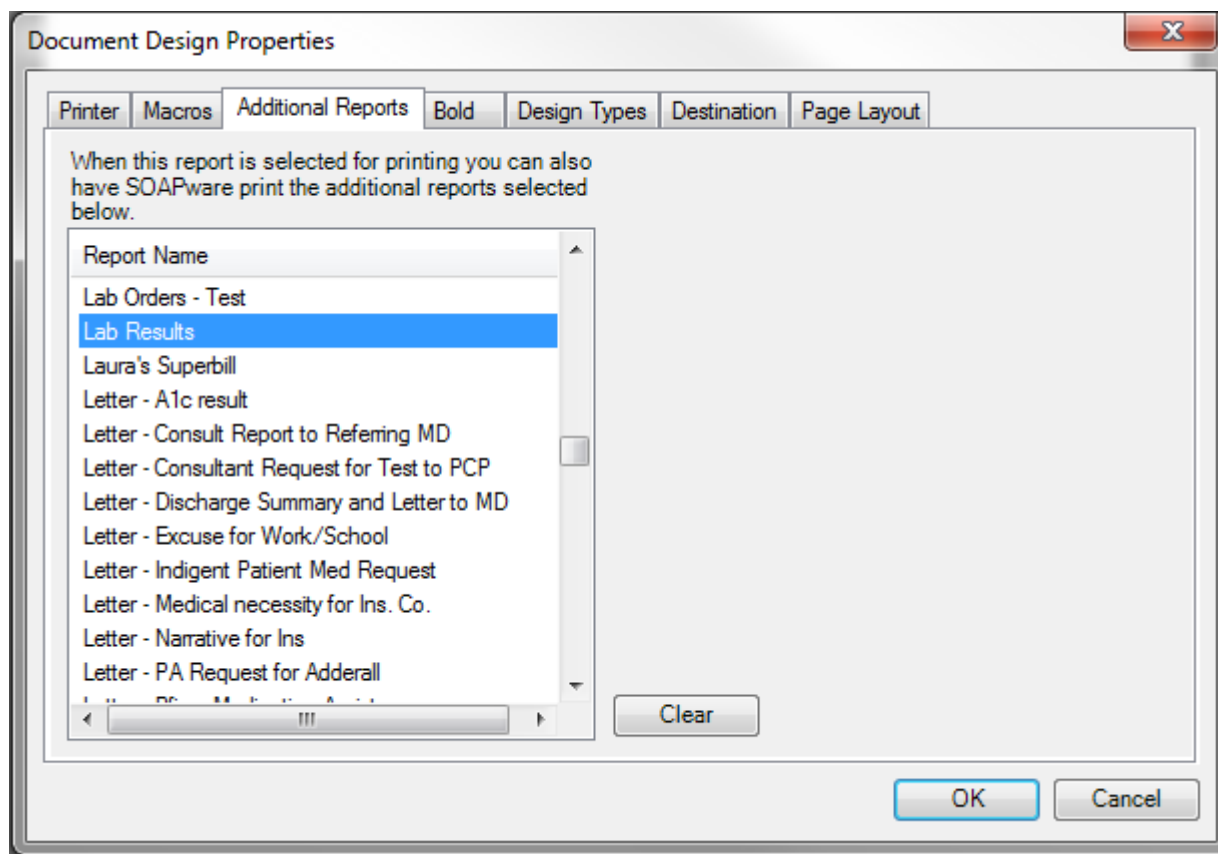 Document Design Properties
Printer Macros Additional Reports Bold Design Types Destination Page Layout
When this report is selected for printing you can also
have SOAPware print the additional reports selected
below.
Report Name
Lab Orders - Test
Lab Results
Laura's Superbill
Letter - A1c result
Letter - Consult Report to Referring MD
Letter - Consultant Request for Test to PCP
Letter - Discharge Summary and Letter to MD
Letter - Excuse for Work/School
Letter - Indigent Patient Med Request
Letter - Medical necessity for Ins. Co.
Letter - Narrative for Ins
Letter - PA Request for Adderall
Clear
OK Cancel